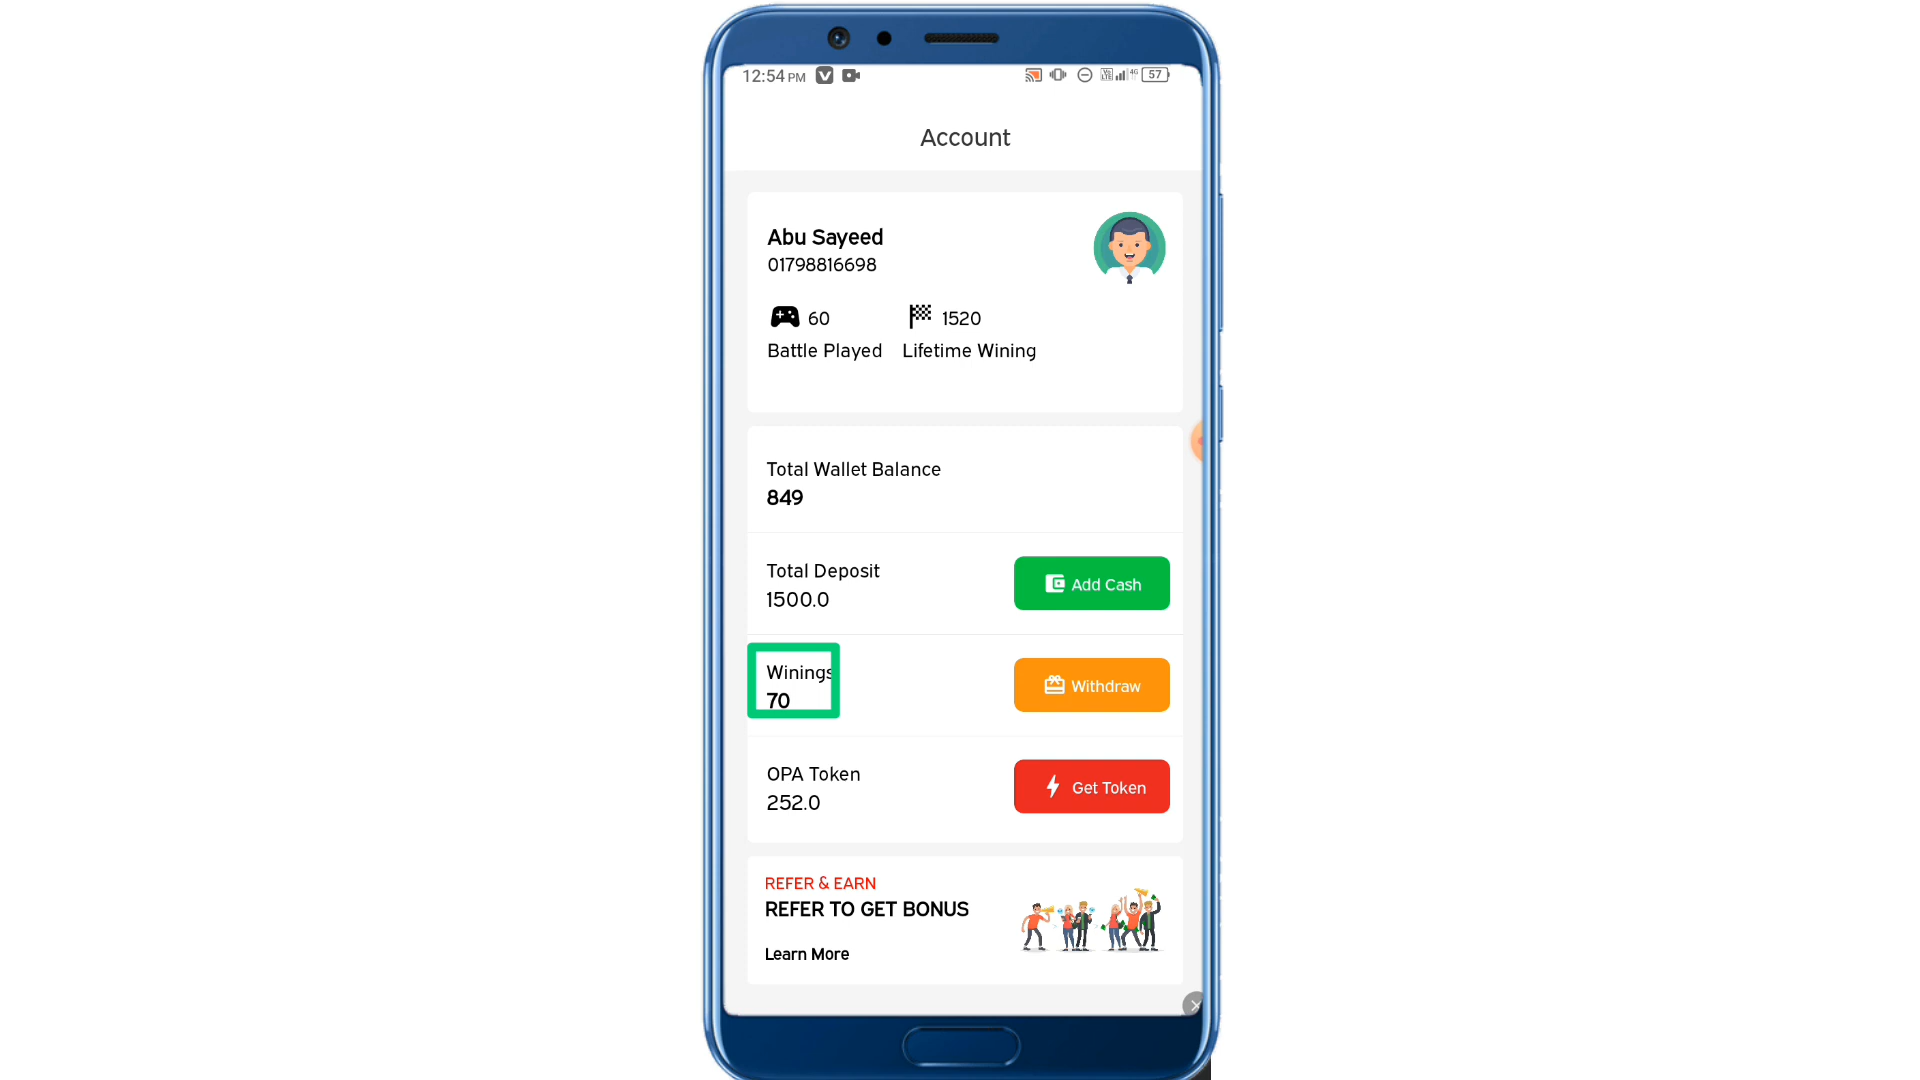 12:54 PM
57
Account
Abu Sayeed
01798816698
60
1520
Battle Played
Lifetime Wining
Total Wallet Balance
849
Total Deposit
1500.0
Add Cash
Winings
70
Withdraw
OPA Token
252.0
Get Token
REFER & EARN
REFER TO GET BONUS
Learn More